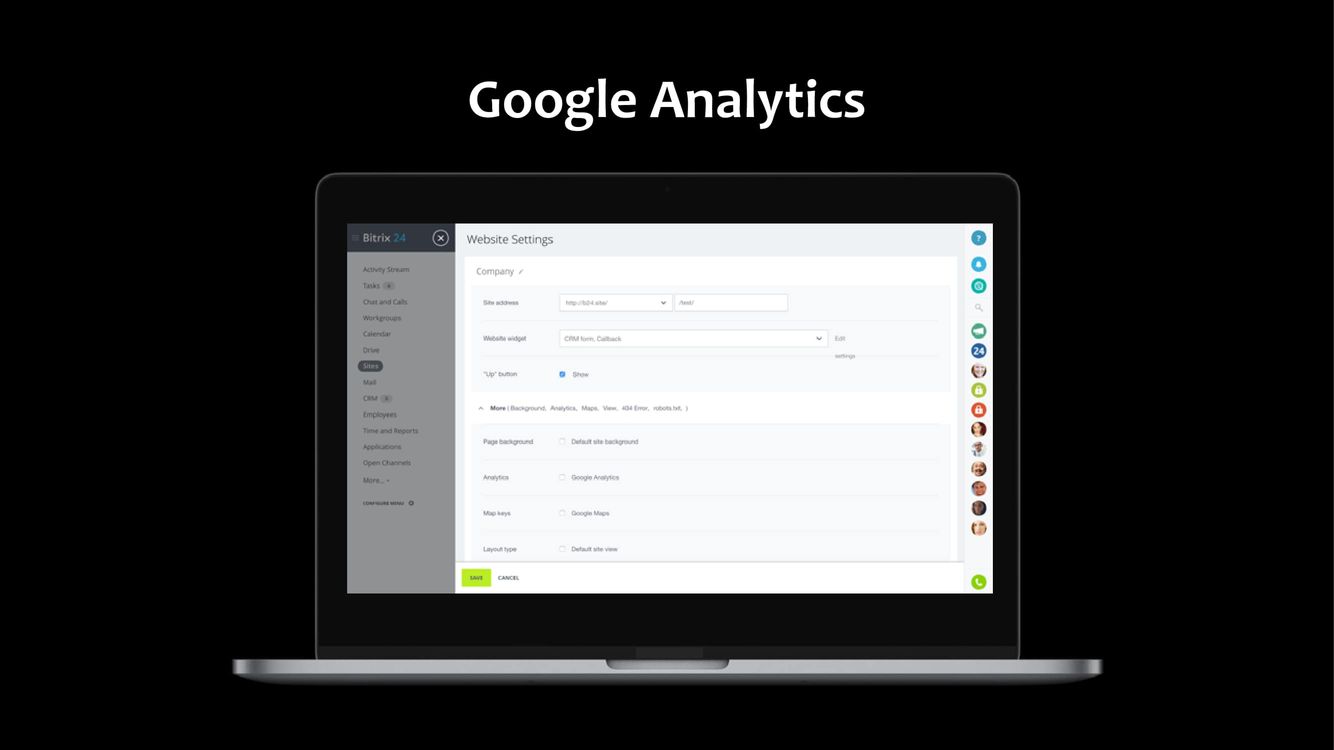 Google Analytics
Bitrix 24
Activity Stream
Tasks
Chat and Calls
Workgroups
Calendar
Drive
Sites
Mail
CRM
Employees
Time and Reports
Applications
Open Channels
More...
CONFIGURE MENU
Website Settings
Company
Site address http://b24.site/ /test/
Website widget CRM form, Callback Edit
settings
"Up" button Show
More ( Background, Analytics, Maps, View, 404 Error, robots.txt, )
Page background Default site background
Analytics Google Analytics
Map keys Google Maps
Layout type Default site view
SAVE CANCEL
?
24